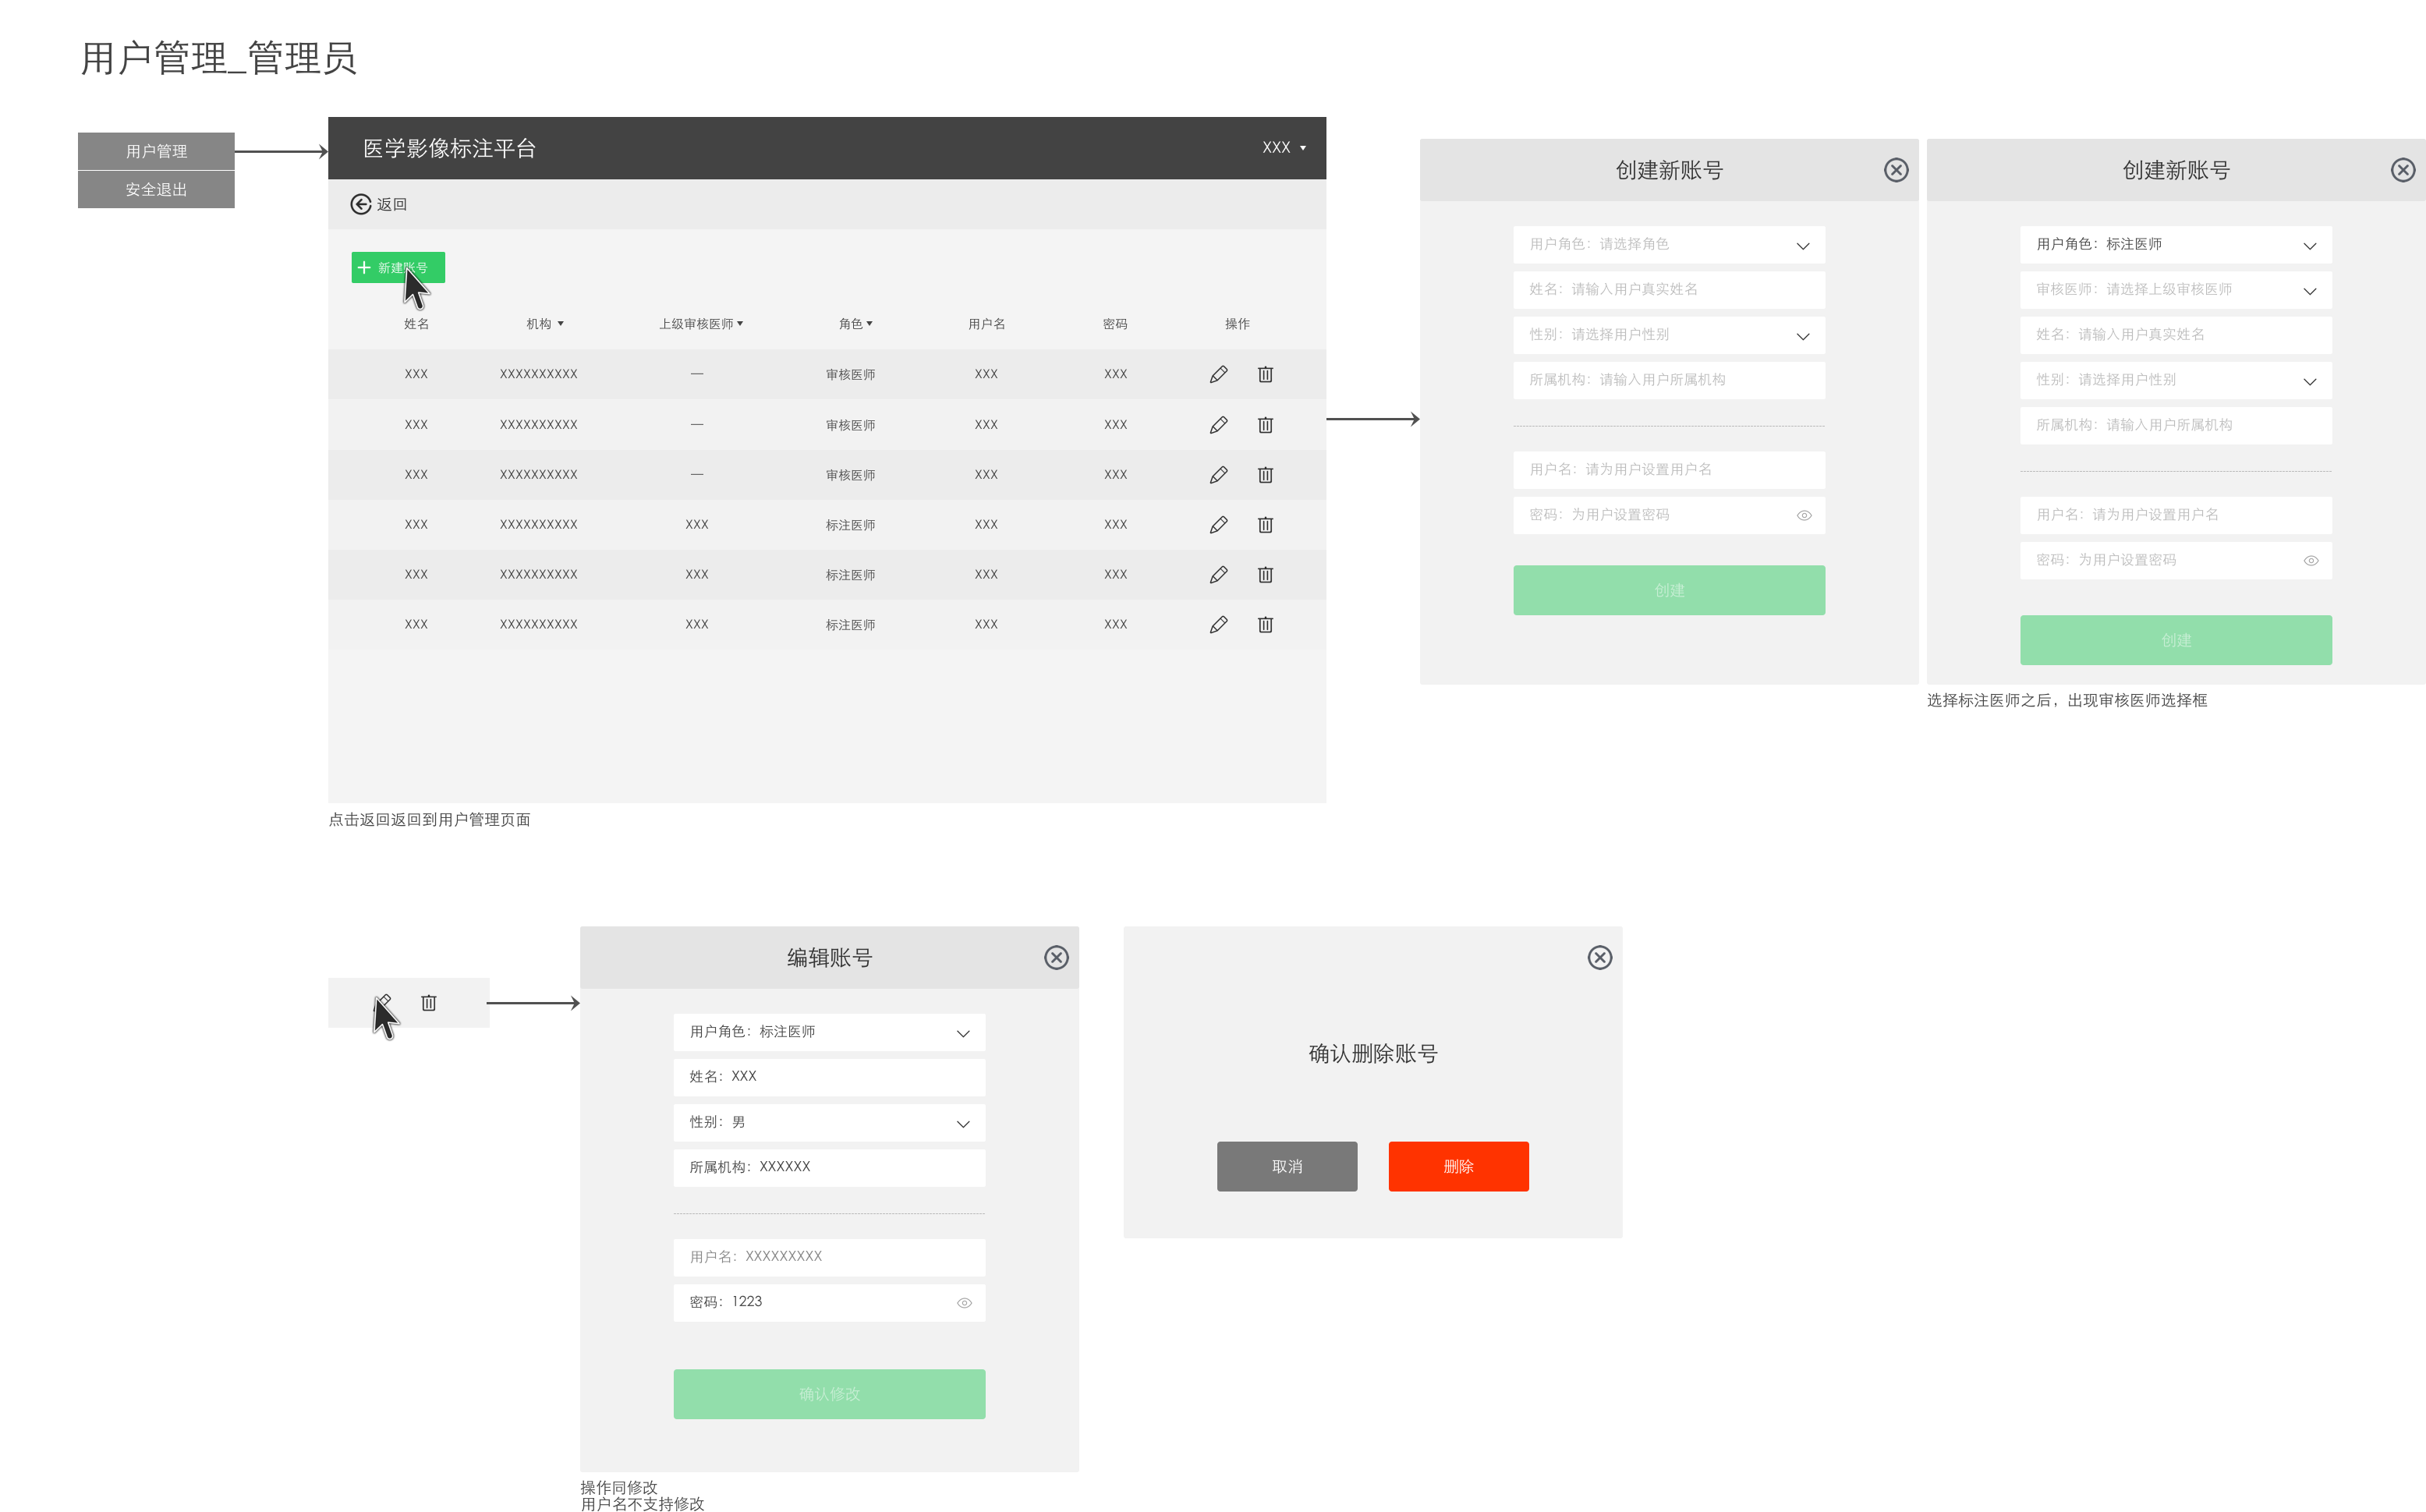 用户管理_管理员
用户管理
安全退出
医学影像标注平台 XXX
返回
新建账号
姓名 机构 上级审核医师 角色 用户名 密码 操作
XXX XXXXXXXXXX — 审核医师 XXX XXX
XXX XXXXXXXXXX — 审核医师 XXX XXX
XXX XXXXXXXXXX — 审核医师 XXX XXX
XXX XXXXXXXXXX XXX 标注医师 XXX XXX
XXX XXXXXXXXXX XXX 标注医师 XXX XXX
XXX XXXXXXXXXX XXX 标注医师 XXX XXX
点击返回返回到用户管理页面
创建新账号
用户角色：请选择角色
姓名：请输入用户真实姓名
性别：请选择用户性别
所属机构：请输入用户所属机构
用户名：请为用户设置用户名
密码：为用户设置密码
创建
创建新账号
用户角色：标注医师
审核医师：请选择上级审核医师
姓名：请输入用户真实姓名
性别：请选择用户性别
所属机构：请输入用户所属机构
用户名：请为用户设置用户名
密码：为用户设置密码
创建
选择标注医师之后，出现审核医师选择框
编辑账号
用户角色：标注医师
姓名：XXX
性别：男
所属机构：XXXXXX
用户名：XXXXXXXXX
密码：1223
确认修改
操作同修改
用户名不支持修改
确认删除账号
取消
删除